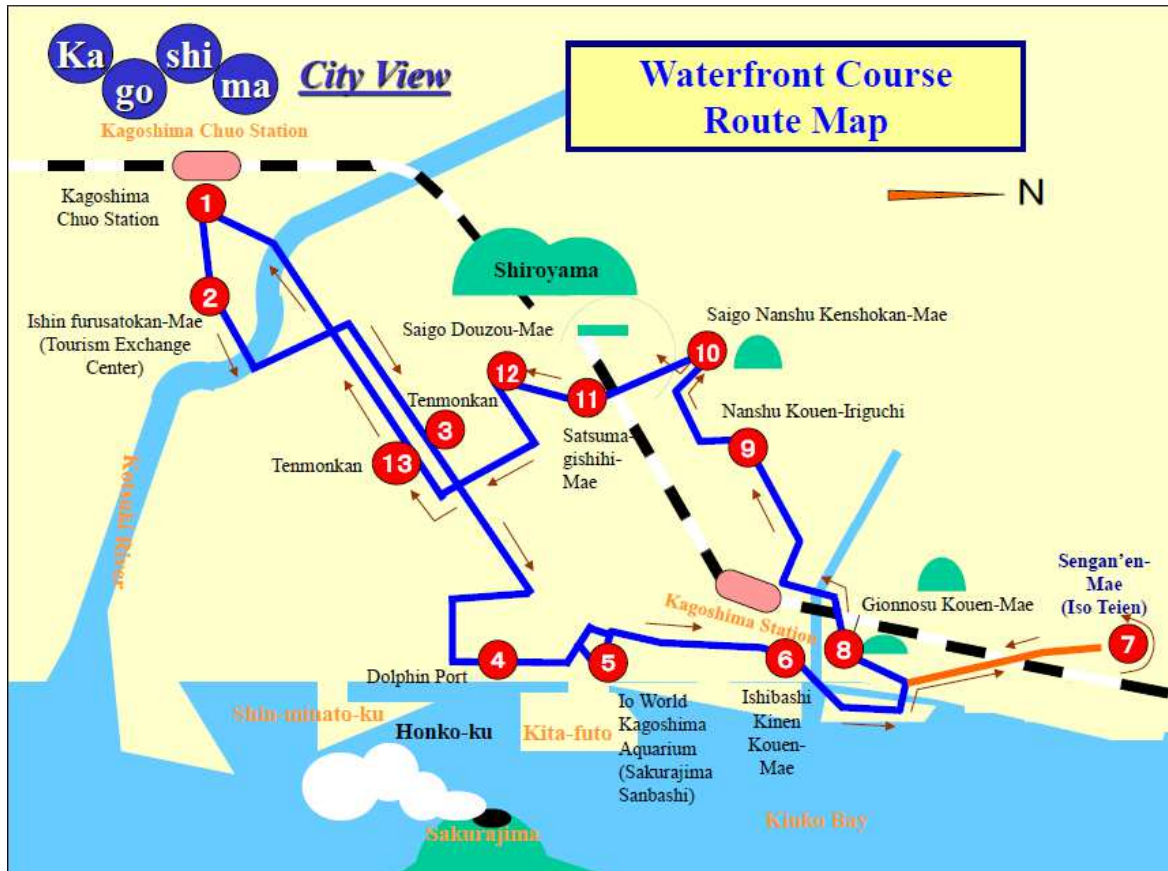 Ka
go
shi
ma
City View
Waterfront Course
Route Map
N
Kagoshima Chuo Station
Kagoshima
Chuo Station
1
2
Ishin furusatokan-Mae
(Tourism Exchange
Center)
Shiroyama
Saigo Douzou-Mae
Saigo Nanshu Kenshokan-Mae
10
12
11
Tenmonkan
3
Satsuma-
gishihi-
Mae
Nanshu Kouen-Iriguchi
9
Tenmonkan
13
Kotsuki River
Sengan'en-
Mae
(Iso Teien)
7
Gionnosu Kouen-Mae
8
Kagoshima Station
6
5
4
Dolphin Port
Io World
Kagoshima
Aquarium
(Sakurajima
Sanbashi)
Ishibashi
Kinen
Kouen-
Mae
Shin-minato-ku
Honko-ku
Kita-futo
Kinko Bay
Sakurajima